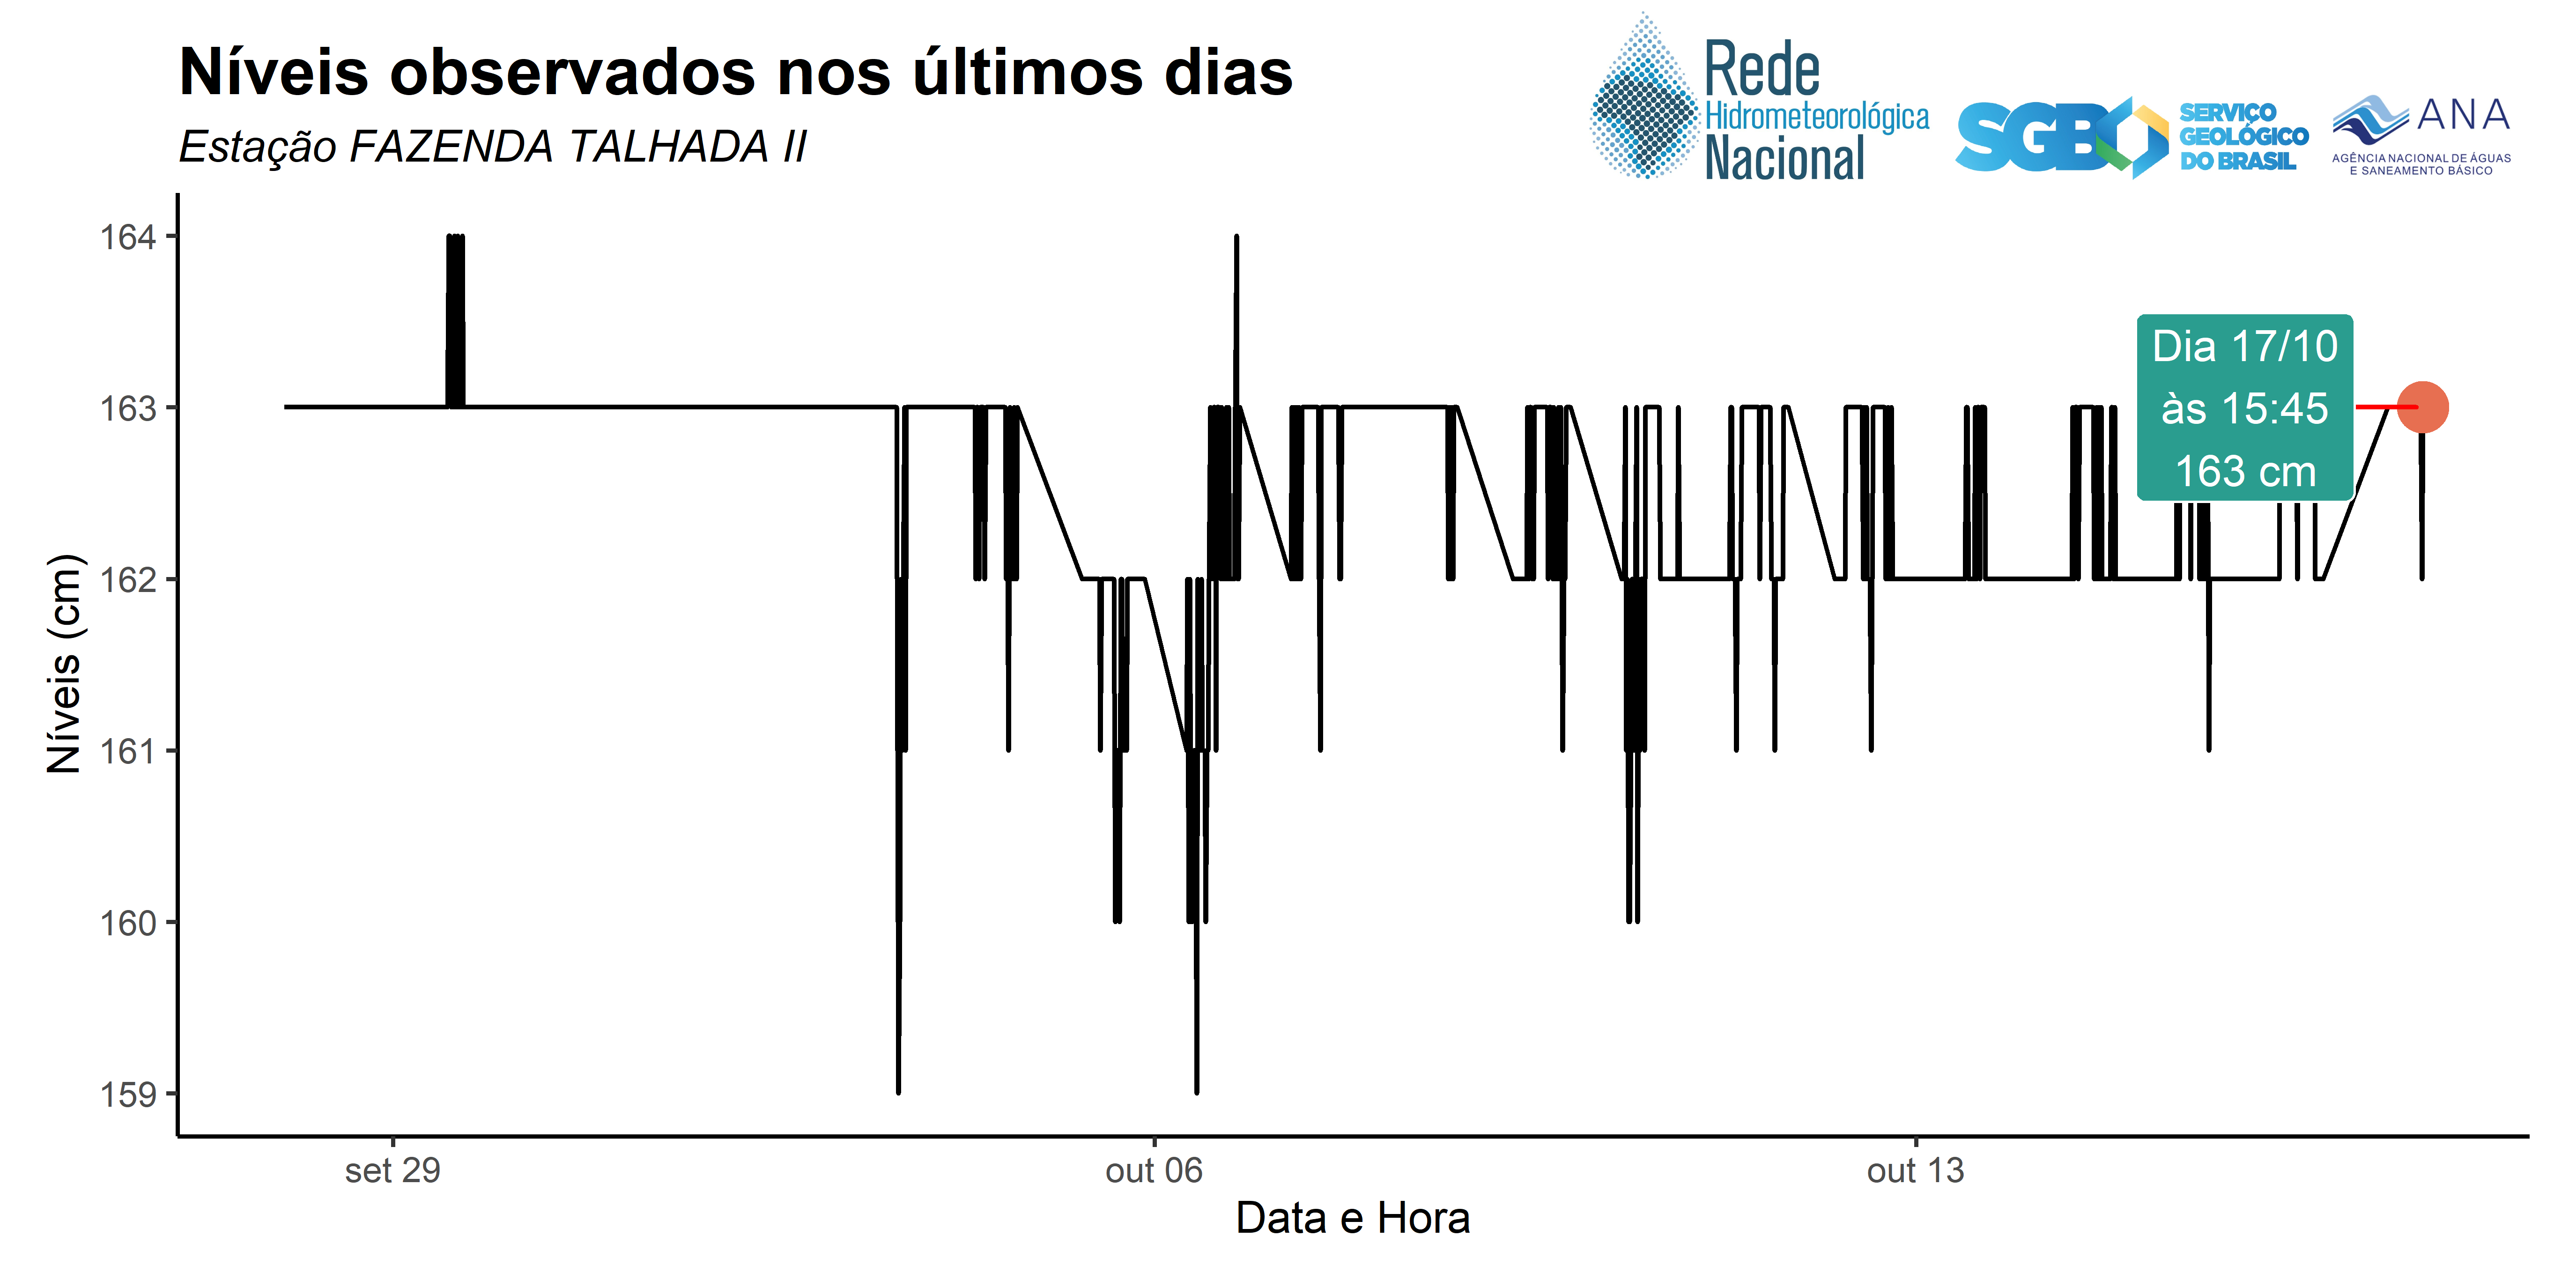 Níveis observados nos últimos dias
Estação FAZENDA TALHADA II
Rede
Hidrometeorológica
Nacional
SGB
SERVIÇO
GEOLÓGICO
DO BRASIL
ANA
AGÊNCIA NACIONAL DE ÁGUAS
E SANEAMENTO BÁSICO
164
163
162
161
160
159
Níveis (cm)
Dia 17/10
às 15:45
163 cm
set 29
out 06
out 13
Data e Hora